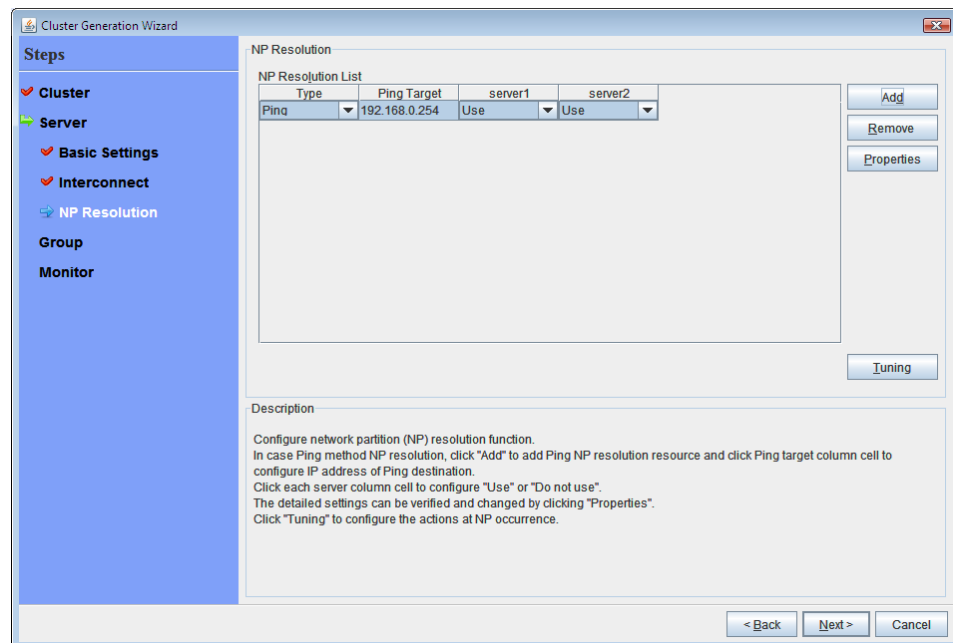 Cluster Generation Wizard
Steps
Cluster
Server
Basic Settings
Interconnect
NP Resolution
Group
Monitor
NP Resolution
NP Resolution List
Type Ping Target server1 server2
Ping 192.168.0.254 Use Use
Add
Remove
Properties
Tuning
Description
Configure network partition (NP) resolution function.
In case Ping method NP resolution, click "Add" to add Ping NP resolution resource and click Ping target column cell to
configure IP address of Ping destination.
Click each server column cell to configure "Use" or "Do not use".
The detailed settings can be verified and changed by clicking "Properties".
Click "Tuning" to configure the actions at NP occurrence.
< Back Next > Cancel